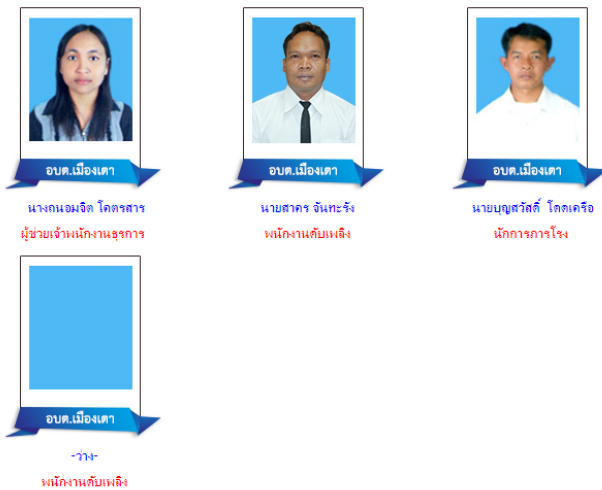 อบต.เมืองเตา
อบต.เมืองเตา
อบต.เมืองเตา
นางถนอมจิต โคตรสาร
นายสาคร จันทะรัง
นายบุญสวัสดิ์ โคดเครือ
ผู้ช่วยเจ้าพนักงานธุรการ
พนักงานดับเพลิง
นักการภารโรง
อบต.เมืองเตา
-ว่าง-
พนักงานดับเพลิง